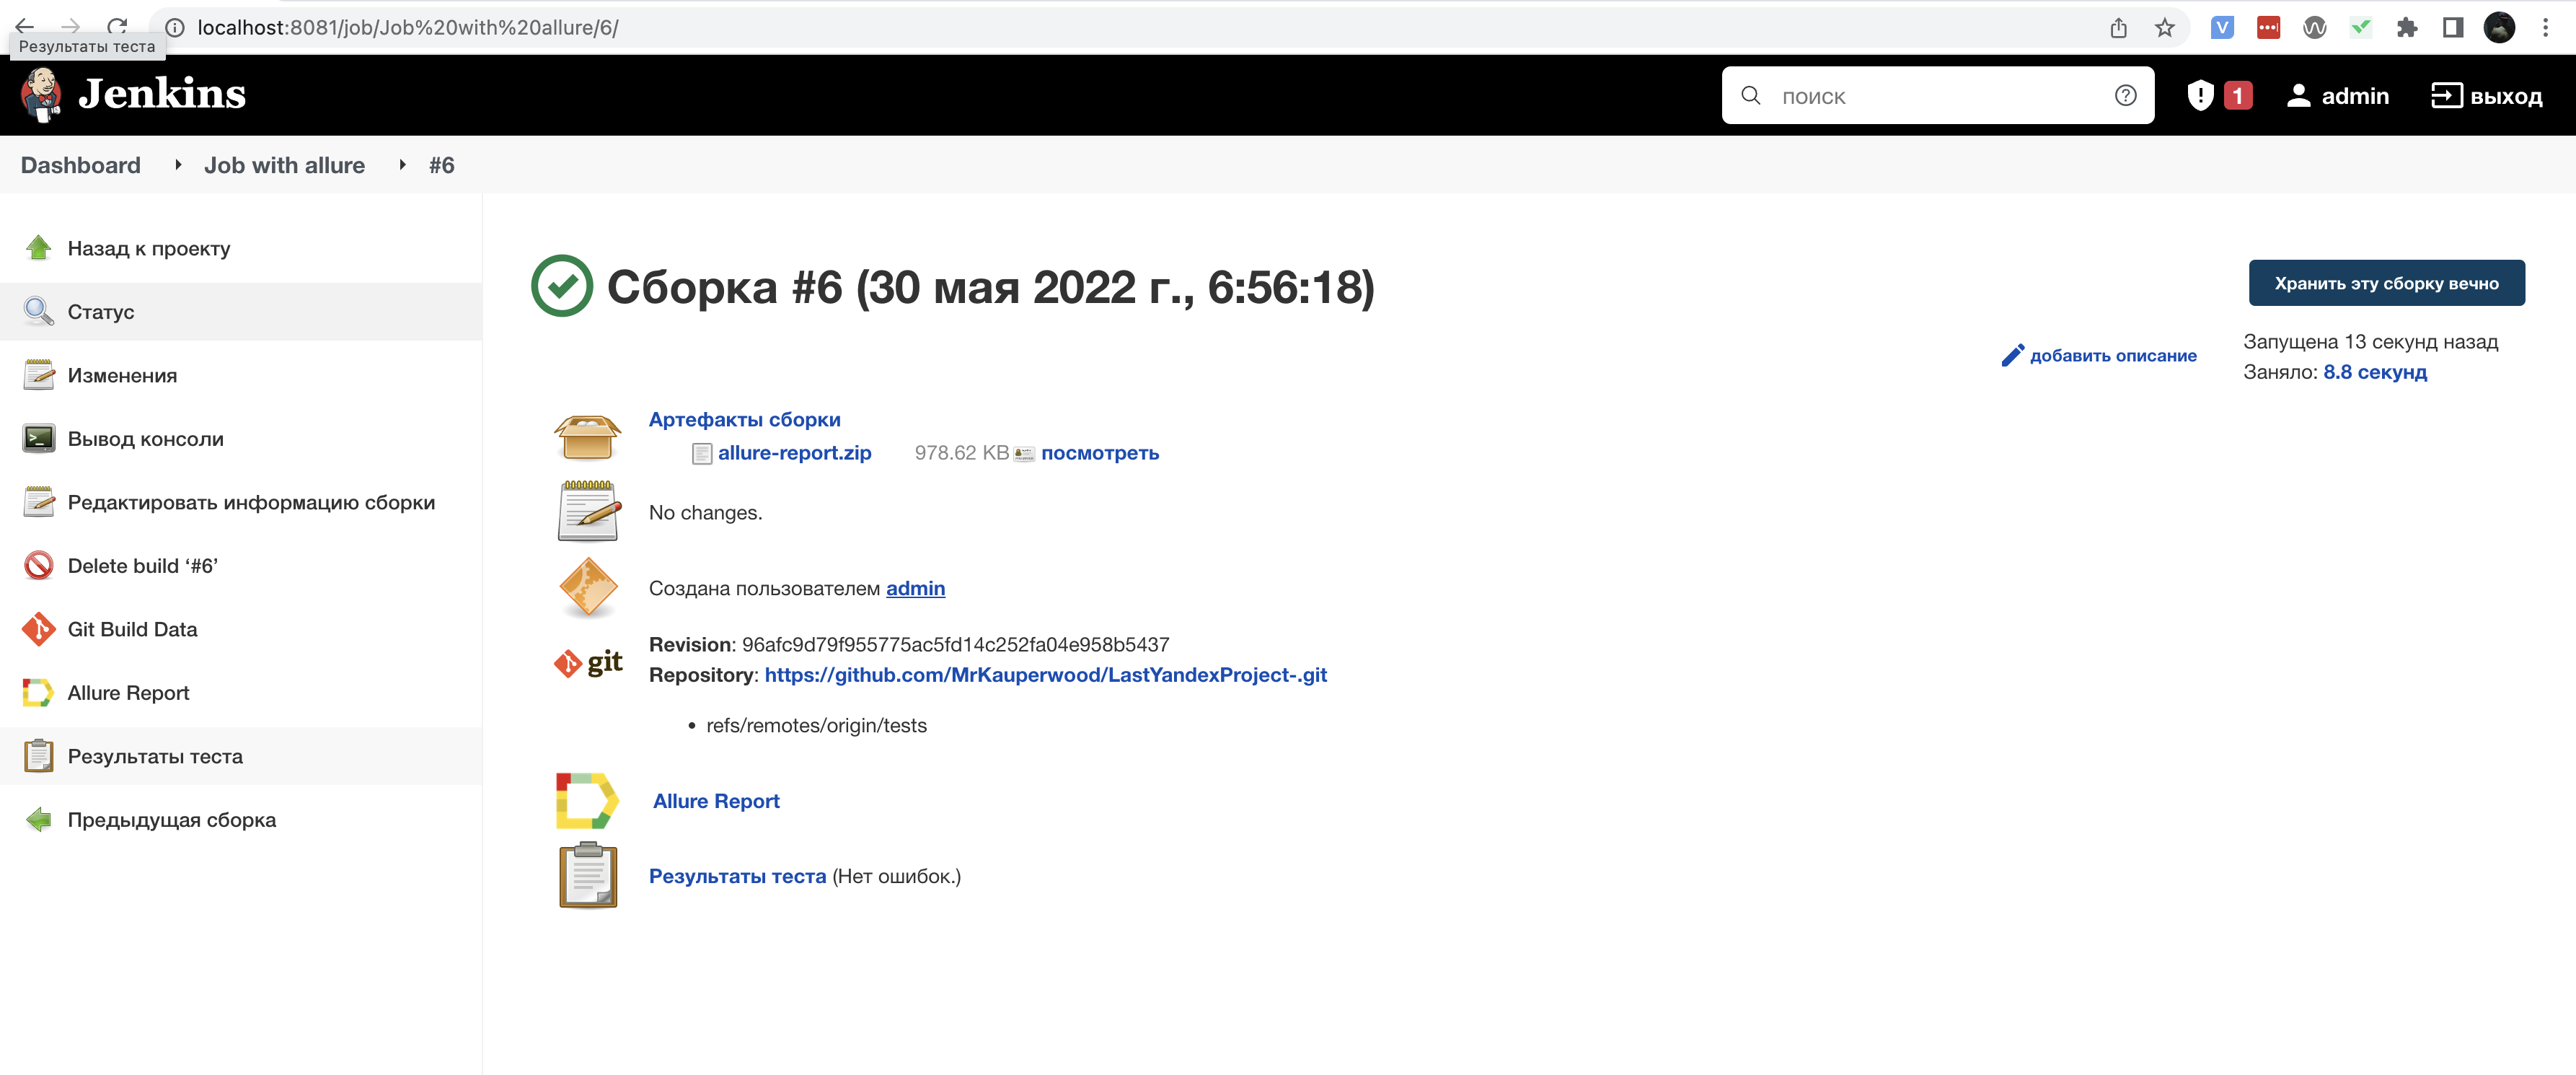 localhost:8081/job/Job%20with%20allure/6/
Результаты теста
Jenkins
поиск
1
admin
выход
Dashboard
Job with allure
#6
Назад к проекту
Статус
Изменения
Вывод консоли
Редактировать информацию сборки
Delete build ‘#6’
Git Build Data
Allure Report
Результаты теста
Предыдущая сборка
Сборка #6 (30 мая 2022 г., 6:56:18)
Хранить эту сборку вечно
добавить описание
Запущена 13 секунд назад
Заняло: 8.8 секунд
Артефакты сборки
allure-report.zip 978.62 KB посмотреть
No changes.
Создана пользователем admin
git
Revision: 96afc9d79f955775ac5fd14c252fa04e958b5437
Repository: https://github.com/MrKauperwood/LastYandexProject-.git
• refs/remotes/origin/tests
Allure Report
Результаты теста (Нет ошибок.)